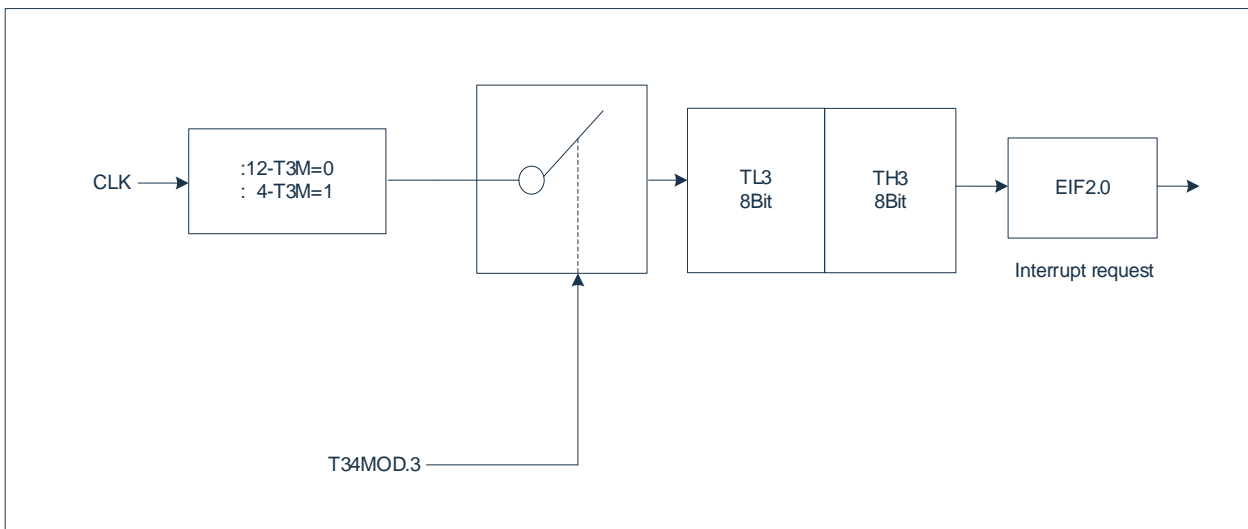 CLK
:12-T3M=0
: 4-T3M=1
TL3
8Bit
TH3
8Bit
EIF2.0
Interrupt request
T34MOD.3